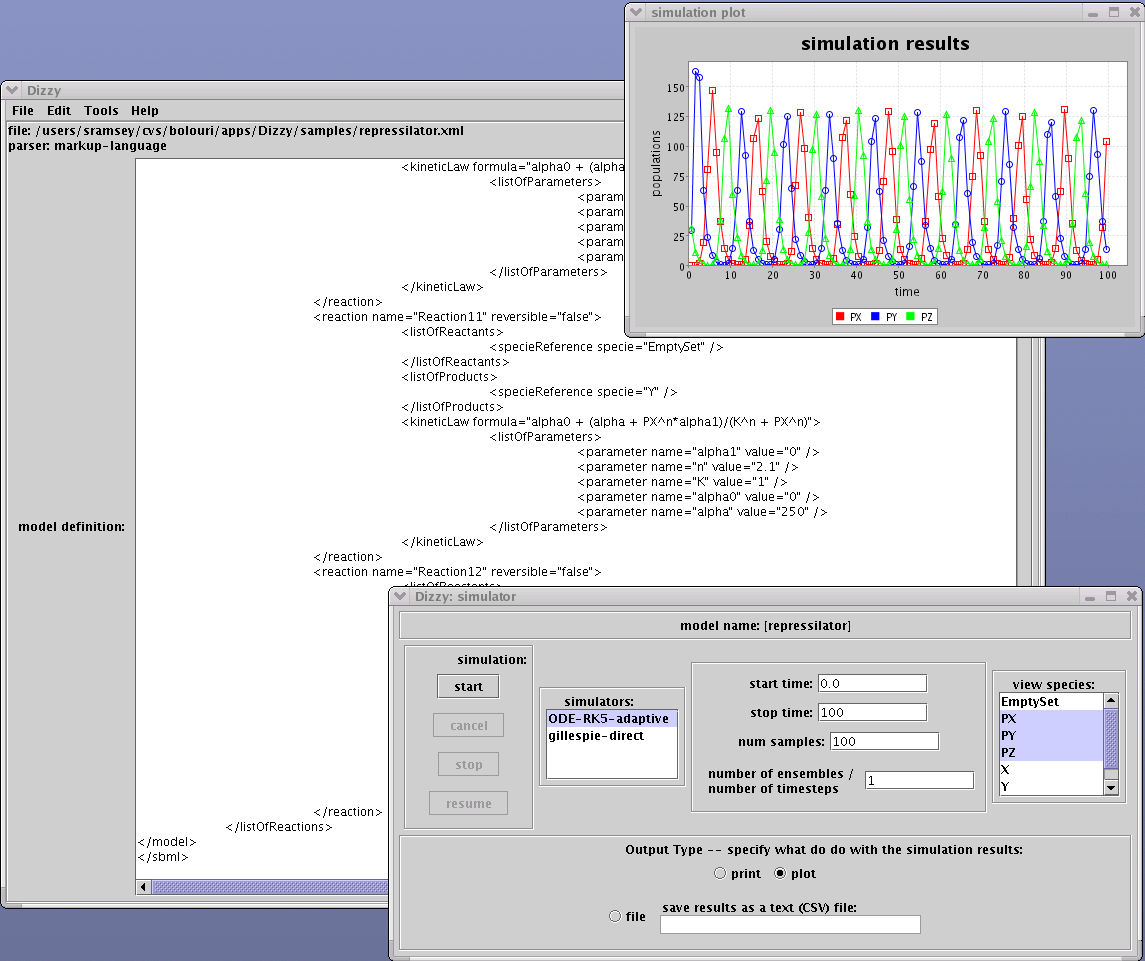 simulation plot
simulation results
populations
150
125
100
75
50
25
0
0 10 20 30 40 50 60 70 80 90 100
time
PX PY PZ
Dizzy
File Edit Tools Help
file: /users/sramsey/cvs/bolouri/apps/Dizzy/samples/repressilator.xml
parser: markup-language
model definition:
<kineticLaw formula="alpha0 + (alpha
<listOfParameters>
<param
<param
<param
<param
<param
</listOfParameters>
</kineticLaw>
</reaction>
<reaction name="Reaction11" reversible="false">
<listOfReactants>
<specieReference specie="EmptySet" />
</listOfReactants>
<listOfProducts>
<specieReference specie="Y" />
</listOfProducts>
<kineticLaw formula="alpha0 + (alpha + PX^n*alpha1)/(K^n + PX^n)">
<listOfParameters>
<parameter name="alpha1" value="0" />
<parameter name="n" value="2.1" />
<parameter name="K" value="1" />
<parameter name="alpha0" value="0" />
<parameter name="alpha" value="250" />
</listOfParameters>
</kineticLaw>
</reaction>
<reaction name="Reaction12" reversible="false">
<listOfReactants>
</reaction>
</listOfReactions>
</model>
</sbml>
Dizzy: simulator
model name: [repressilator]
simulation:
start
cancel
stop
resume
simulators:
ODE-RK5-adaptive
gillespie-direct
start time: 0.0
stop time: 100
num samples: 100
number of ensembles /
number of timesteps 1
view species:
EmptySet
PX
PY
PZ
X
Y
Output Type -- specify what do do with the simulation results:
print plot
file save results as a text (CSV) file: